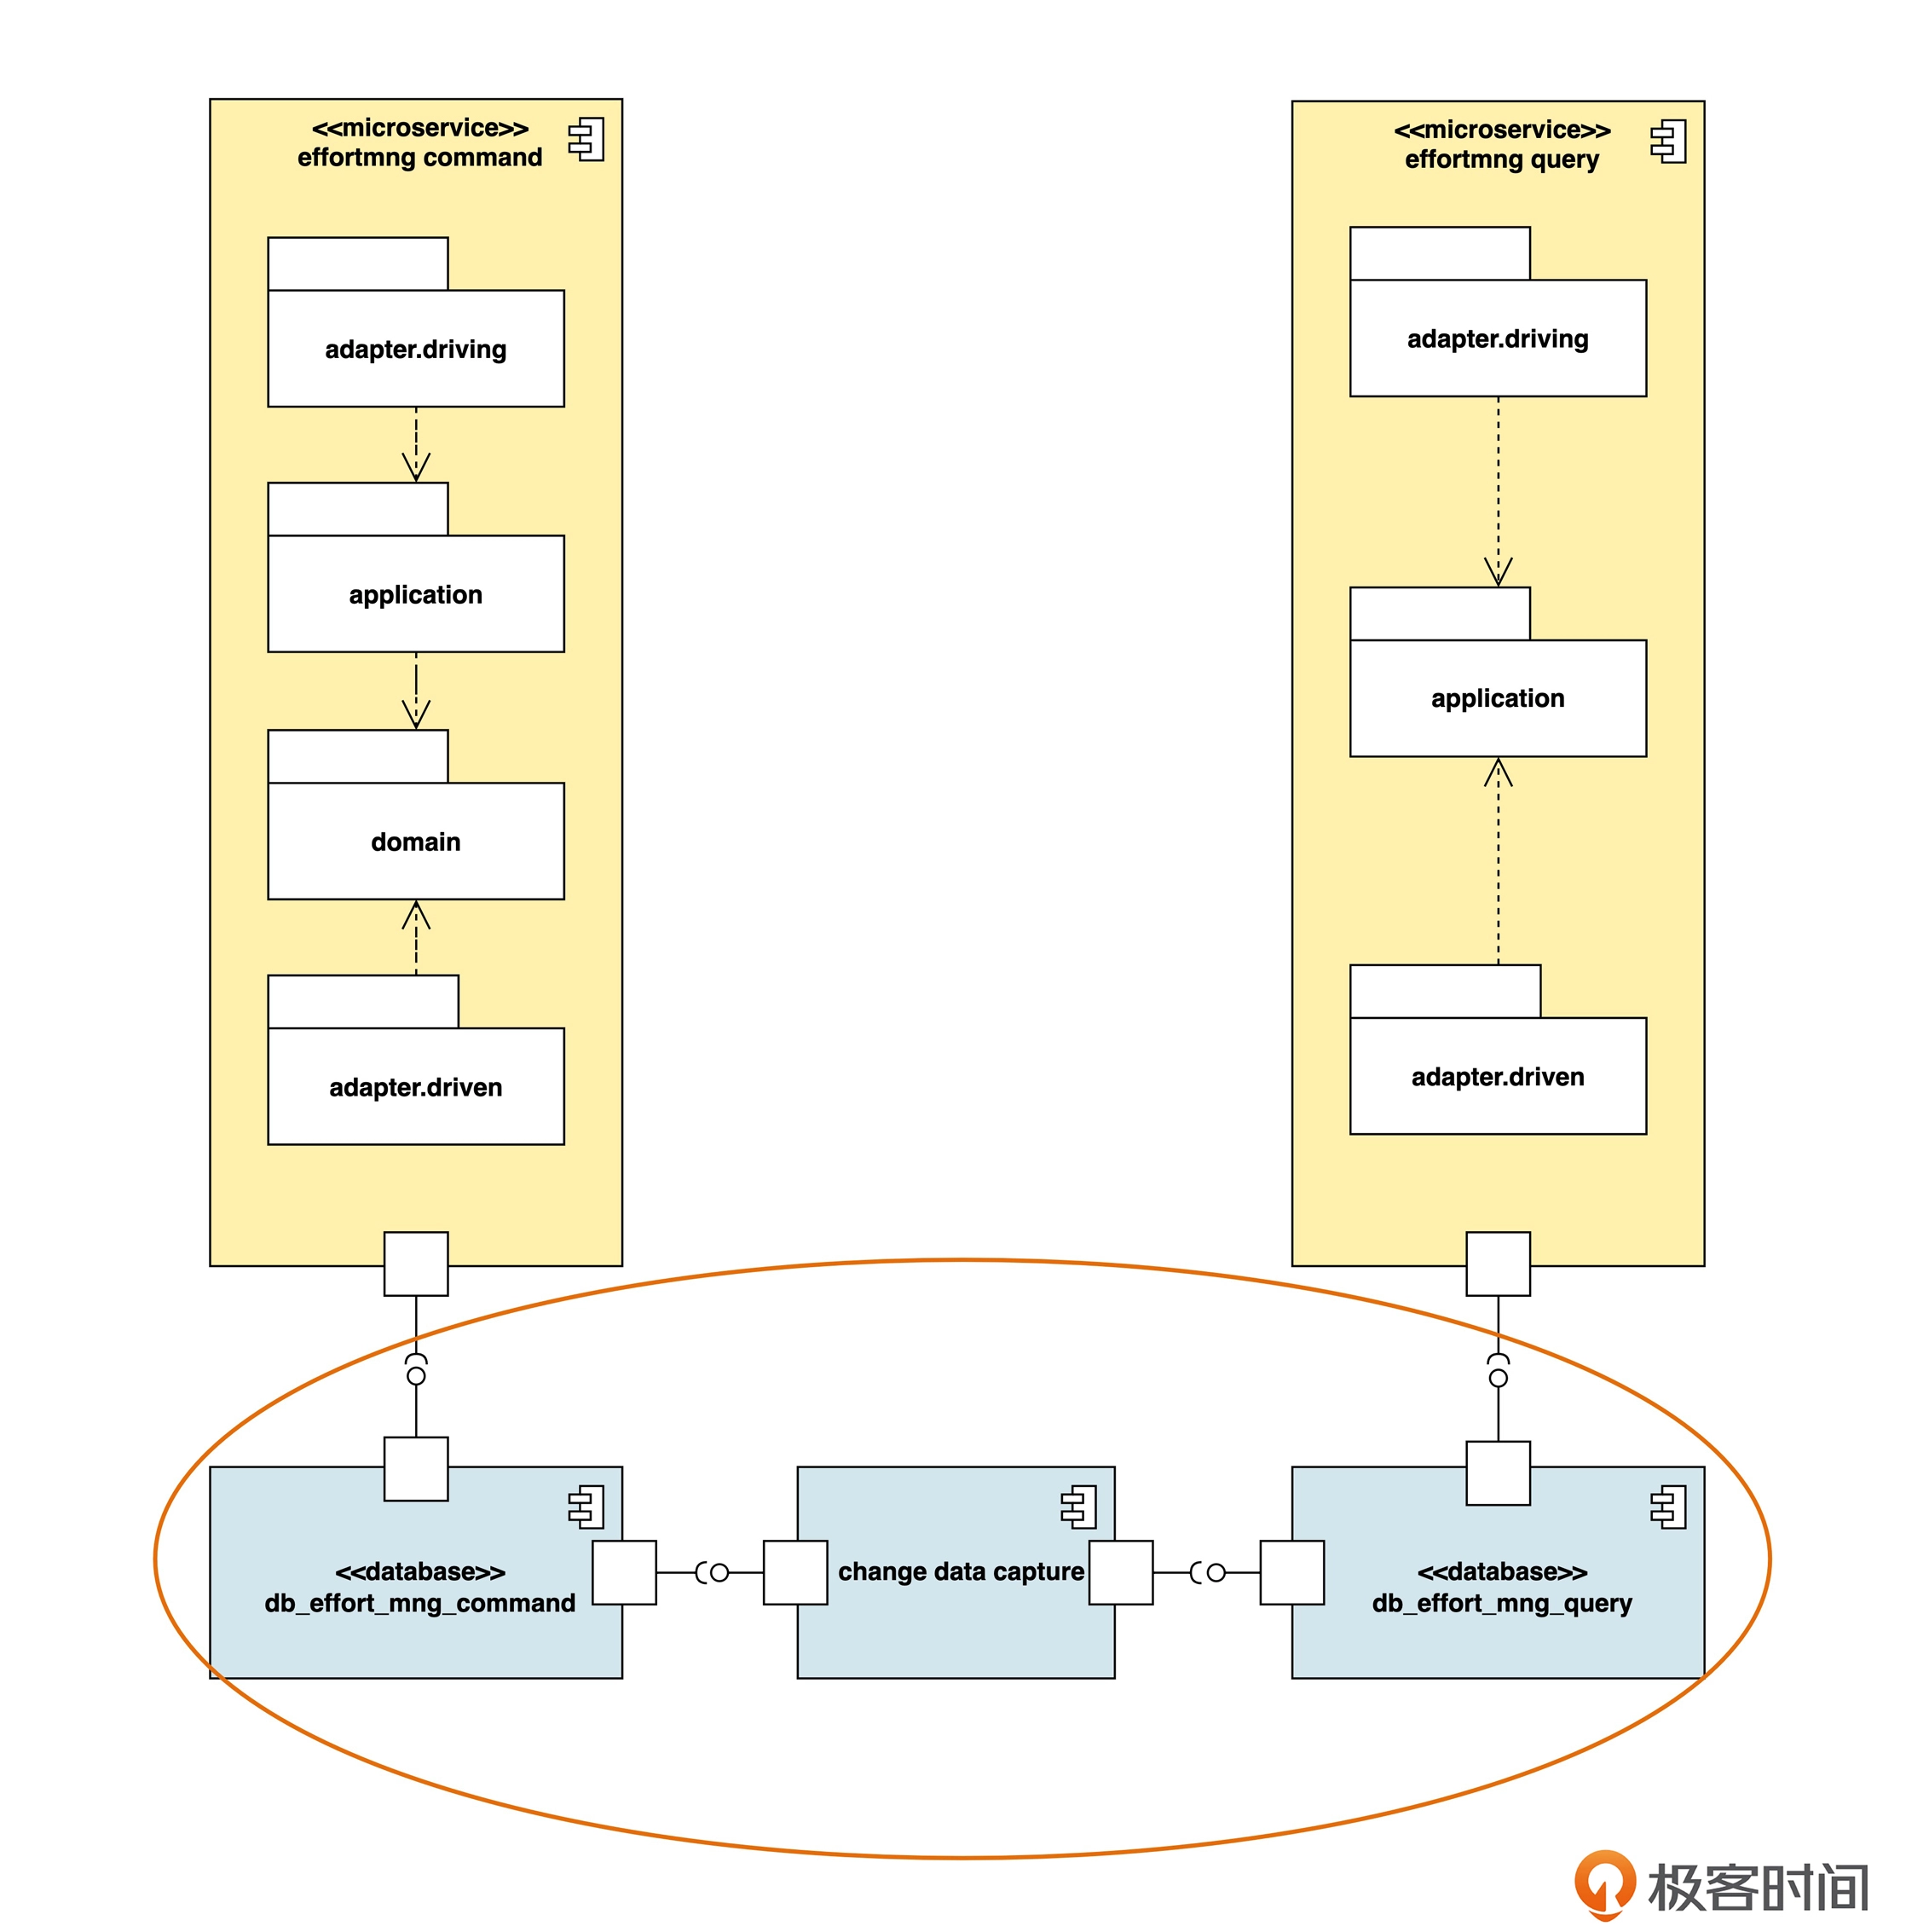 <<microservice>>
effortmng command
adapter.driving
application
domain
adapter.driven
<<microservice>>
effortmng query
adapter.driving
application
adapter.driven
<<database>>
db_effort_mng_command
change data capture
<<database>>
db_effort_mng_query
极客时间